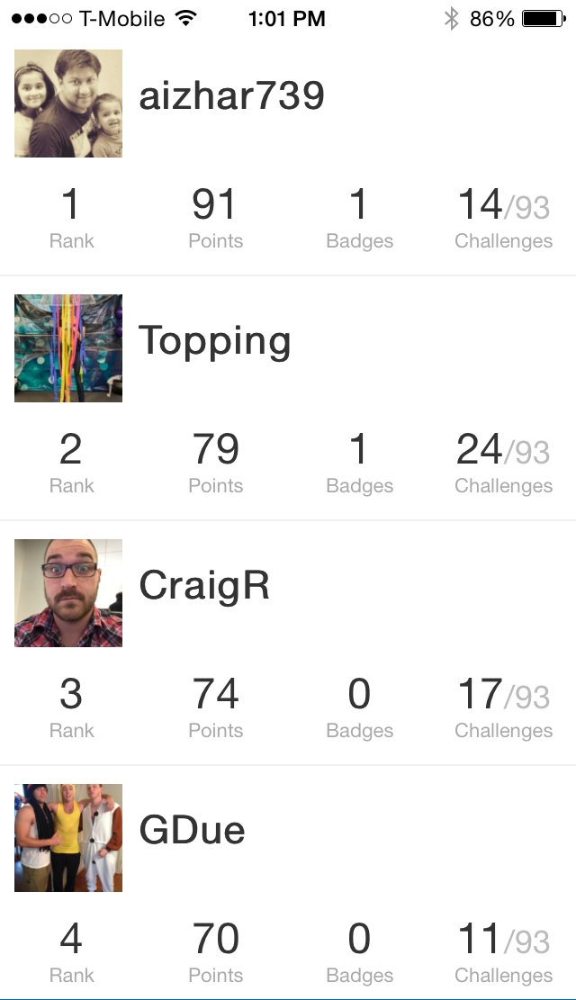 T-Mobile 1:01 PM 86%
aizhar739
1 91 1 14/93
Rank Points Badges Challenges
Topping
2 79 1 24/93
Rank Points Badges Challenges
CraigR
3 74 0 17/93
Rank Points Badges Challenges
GDue
4 70 0 11/93
Rank Points Badges Challenges